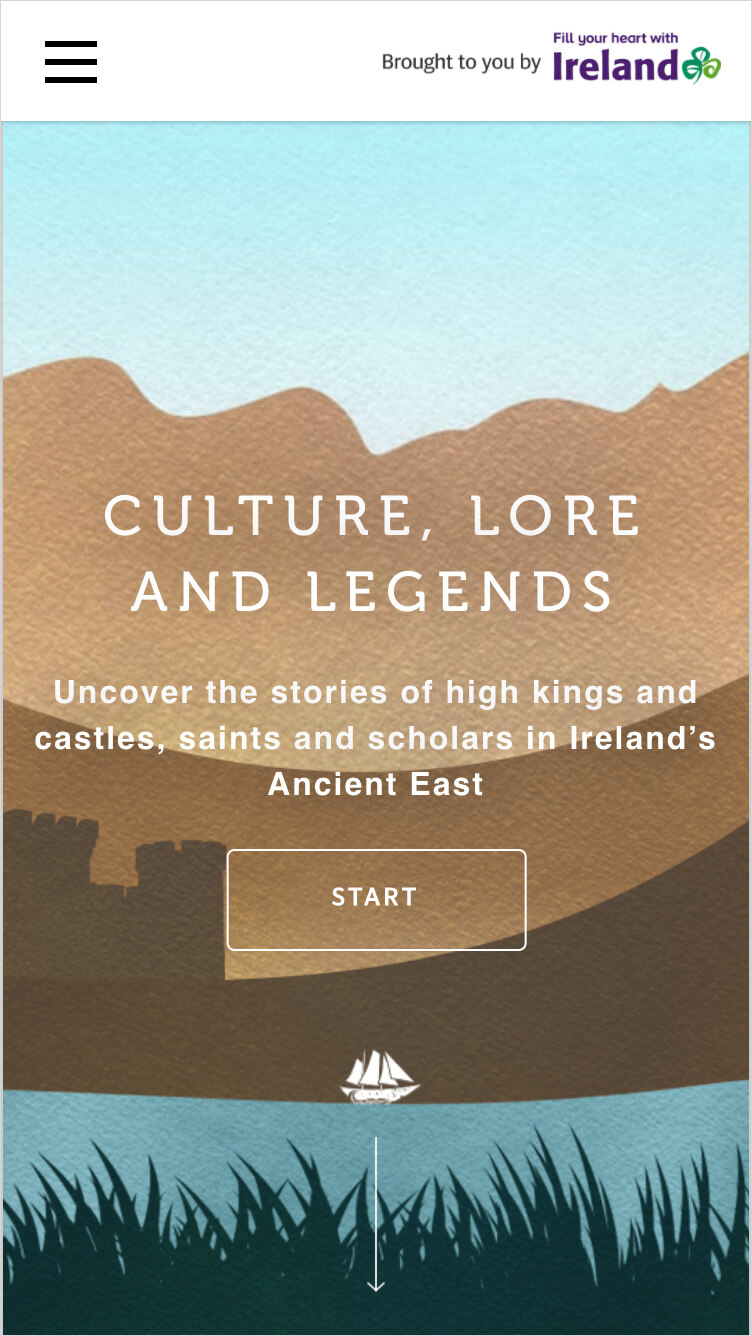 Brought to you by
Fill your heart with
Ireland
CULTURE, LORE
AND LEGENDS
Uncover the stories of high kings and
castles, saints and scholars in Ireland’s
Ancient East
START